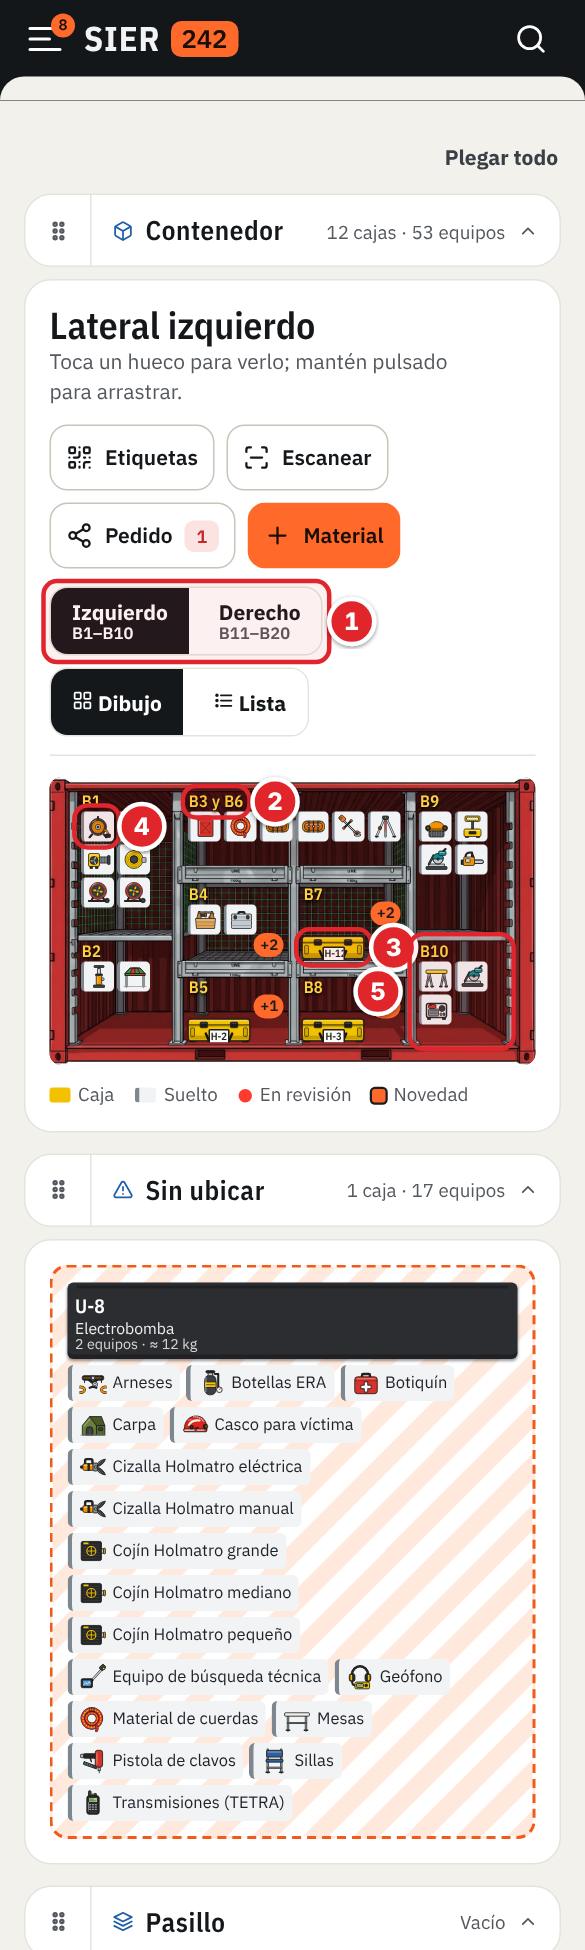 8
SIER 242
Plegar todo
Contenedor 12 cajas · 53 equipos
Lateral izquierdo
Toca un hueco para verlo; mantén pulsado
para arrastrar.
Etiquetas Escanear
Pedido 1 Material
Izquierdo Derecho
B1–B10 B11–B20
1
Dibujo Lista
B1 B3 y B6 2 B9
4
B4 B7
+2
+2 H-12 3 B10
B2
5
B5 +1 B8
H-2 H-3
Caja Suelto En revisión Novedad
Sin ubicar 1 caja · 17 equipos
U-8
Electrobomba
2 equipos · ≈ 12 kg
Arneses Botellas ERA Botiquín
Carpa Casco para víctima
Cizalla Holmatro eléctrica
Cizalla Holmatro manual
Cojín Holmatro grande
Cojín Holmatro mediano
Cojín Holmatro pequeño
Equipo de búsqueda técnica Geófono
Material de cuerdas Mesas
Pistola de clavos Sillas
Transmisiones (TETRA)
Pasillo Vacío